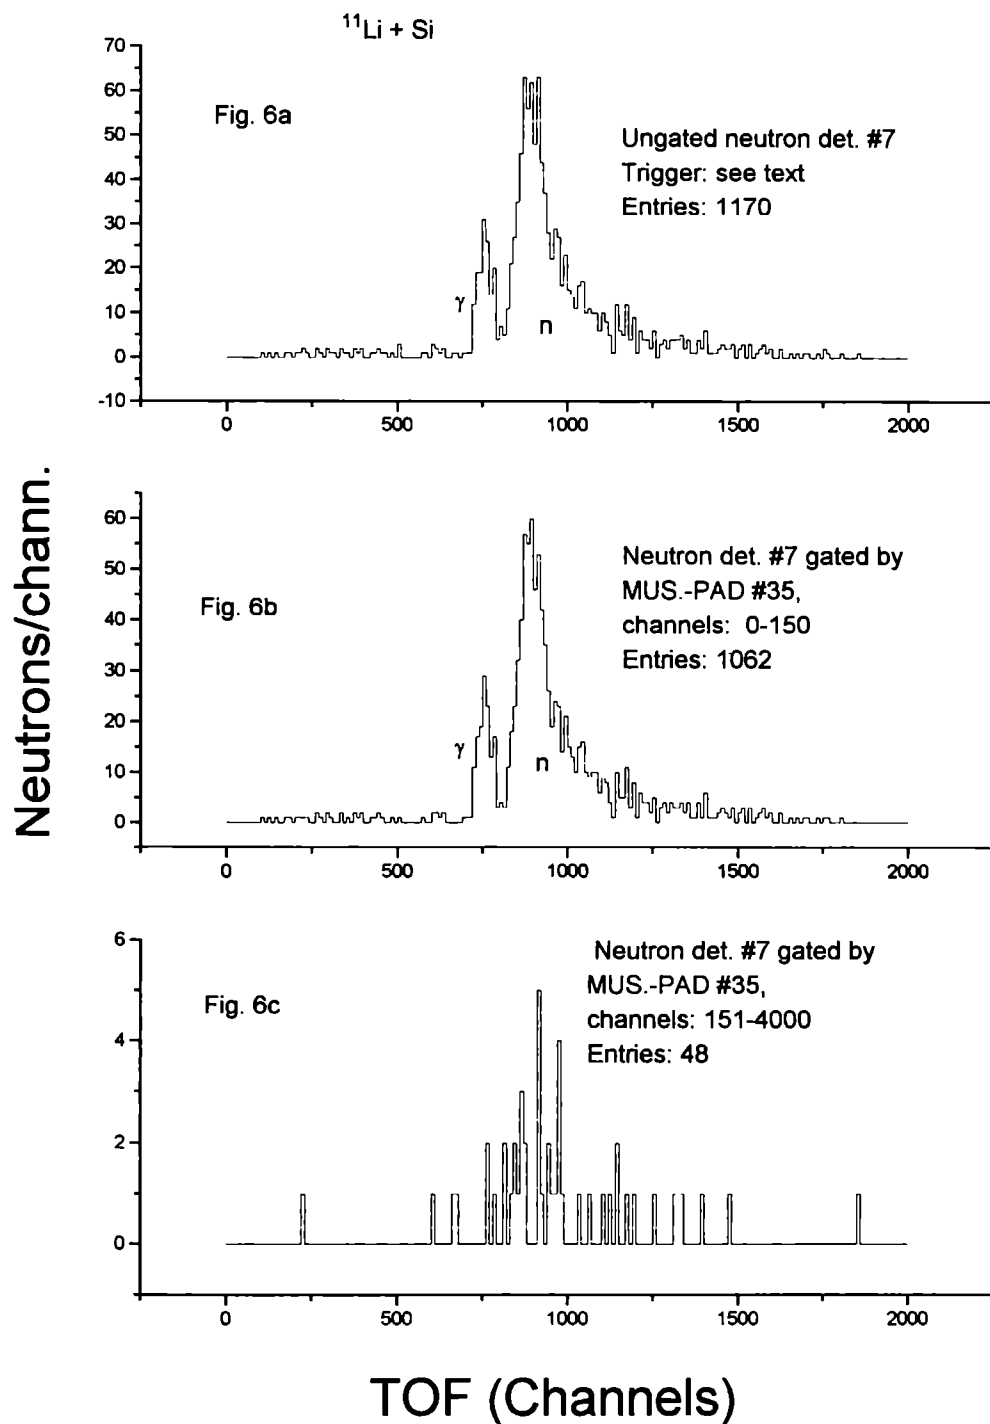 ¹¹Li + Si
Fig. 6a
Ungated neutron det. #7
Trigger: see text
Entries: 1170
γ
n
70
60
50
40
30
20
10
0
-10
0 500 1000 1500 2000
Neutrons/chann.
Fig. 6b
Neutron det. #7 gated by
MUS.-PAD #35,
channels: 0-150
Entries: 1062
γ
n
60
50
40
30
20
10
0
0 500 1000 1500 2000
Fig. 6c
Neutron det. #7 gated by
MUS.-PAD #35,
channels: 151-4000
Entries: 48
6
4
2
0
0 500 1000 1500 2000
TOF (Channels)